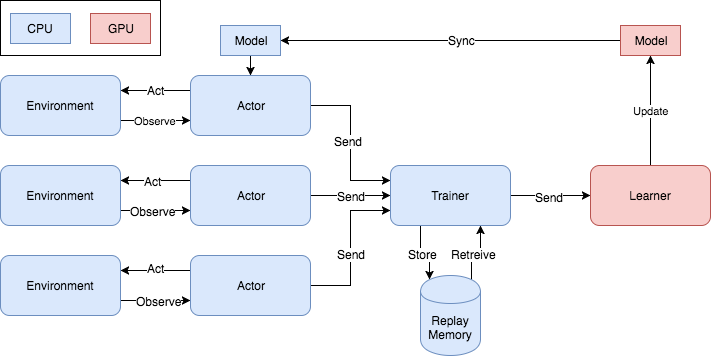 CPU
GPU
Model
Sync
Model
Environment
Act
Observe
Actor
Send
Update
Environment
Act
Observe
Actor
Send
Trainer
Send
Learner
Environment
Act
Observe
Actor
Send
Store
Retreive
Replay
Memory